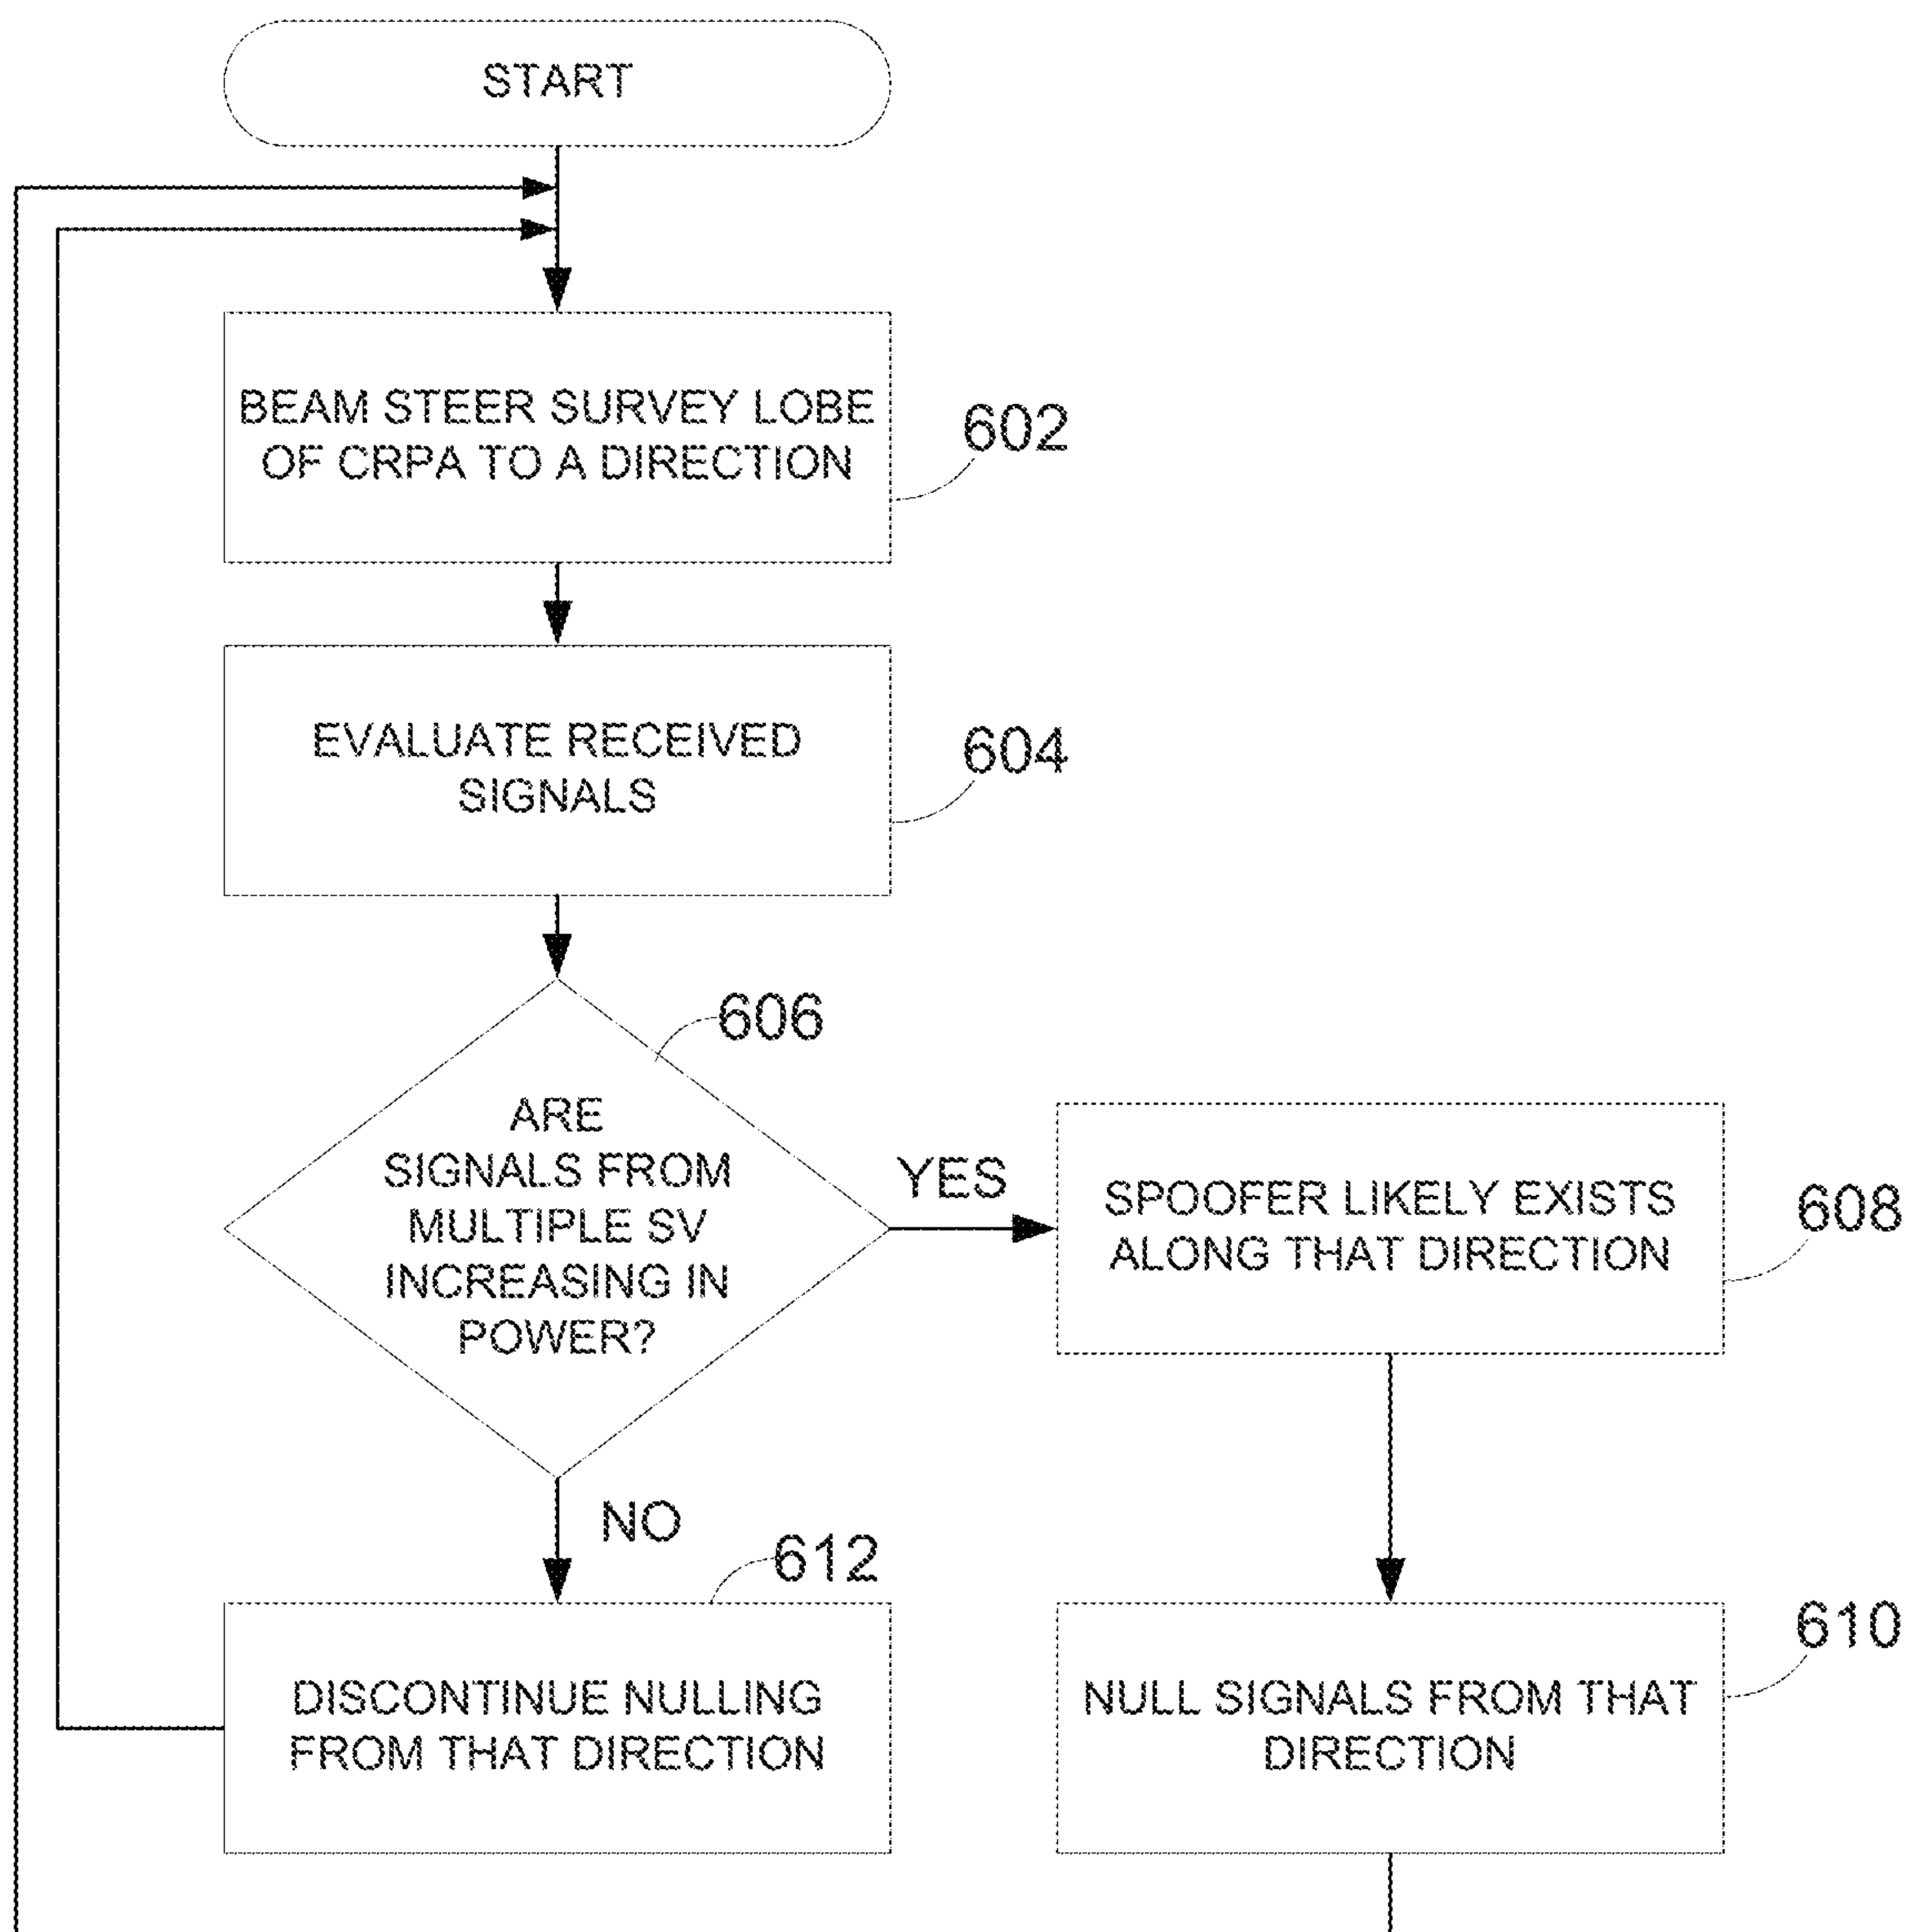 START
BEAM STEER SURVEY LOBE
OF CRPA TO A DIRECTION
602
EVALUATE RECEIVED
SIGNALS
604
606
ARE
SIGNALS FROM
MULTIPLE SV
INCREASING IN
POWER?
YES
SPOOFER LIKELY EXISTS
ALONG THAT DIRECTION
608
NO
612
DISCONTINUE NULLING
FROM THAT DIRECTION
610
NULL SIGNALS FROM THAT
DIRECTION